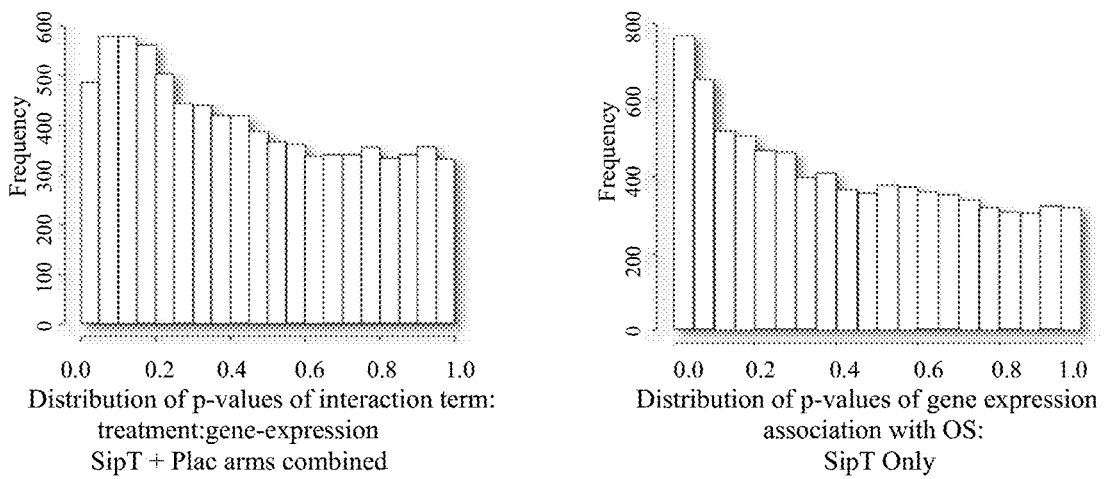 600
500
400
300
200
100
0
Frequency
0.0 0.2 0.4 0.6 0.8 1.0
Distribution of p-values of interaction term:
treatment:gene-expression
SipT + Plac arms combined
800
600
400
200
0
Frequency
0.0 0.2 0.4 0.6 0.8 1.0
Distribution of p-values of gene expression
association with OS:
SipT Only